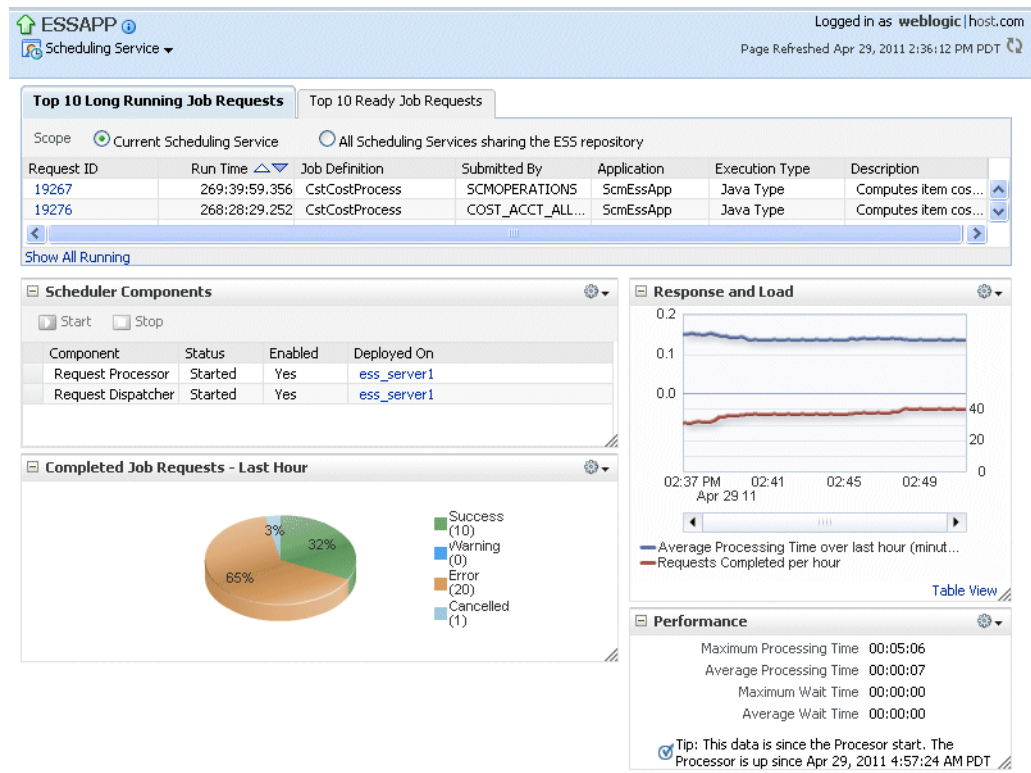 ESSAPP
Logged in as weblogic|host.com
Scheduling Service
Page Refreshed Apr 29, 2011 2:36:12 PM PDT
Top 10 Long Running Job Requests Top 10 Ready Job Requests
Scope Current Scheduling Service All Scheduling Services sharing the ESS repository
Request ID Run Time Job Definition Submitted By Application Execution Type Description
19267 269:39:59.356 CstCostProcess SCMOPERATIONS ScmEssApp Java Type Computes item cos...
19276 268:28:29.252 CstCostProcess COST_ACCT_ALL... ScmEssApp Java Type Computes item cos...
Show All Running
Scheduler Components
Start Stop
Component Status Enabled Deployed On
Request Processor Started Yes ess_server1
Request Dispatcher Started Yes ess_server1
Completed Job Requests - Last Hour
3%
32%
65%
Success
(10)
Warning
(0)
Error
(20)
Cancelled
(1)
Response and Load
0.2
0.1
0.0
40
20
0
02:37 PM 02:41 02:45 02:49
Apr 29 11
Average Processing Time over last hour (minut...
Requests Completed per hour
Table View
Performance
Maximum Processing Time 00:05:06
Average Processing Time 00:00:07
Maximum Wait Time 00:00:00
Average Wait Time 00:00:00
Tip: This data is since the Procesor start. The
Processor is up since Apr 29, 2011 4:57:24 AM PDT